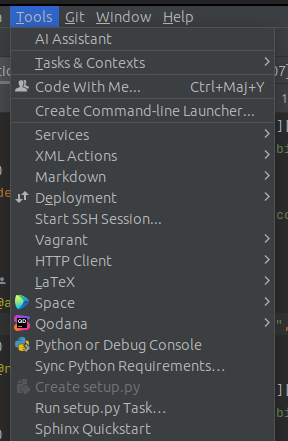 Tools Git Window Help
AI Assistant
Tasks & Contexts
Code With Me... Ctrl+Maj+Y
Create Command-line Launcher...
Services
XML Actions
Markdown
Deployment
Start SSH Session...
Vagrant
HTTP Client
LaTeX
Space
Qodana
Python or Debug Console
Sync Python Requirements...
Create setup.py
Run setup.py Task...
Sphinx Quickstart